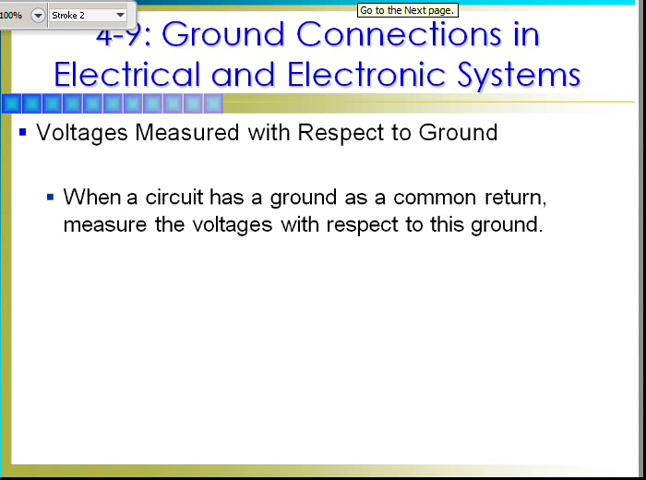 100%
Stroke 2
Go to the Next page.
4-9: Ground Connections in
Electrical and Electronic Systems
Voltages Measured with Respect to Ground
When a circuit has a ground as a common return,
measure the voltages with respect to this ground.